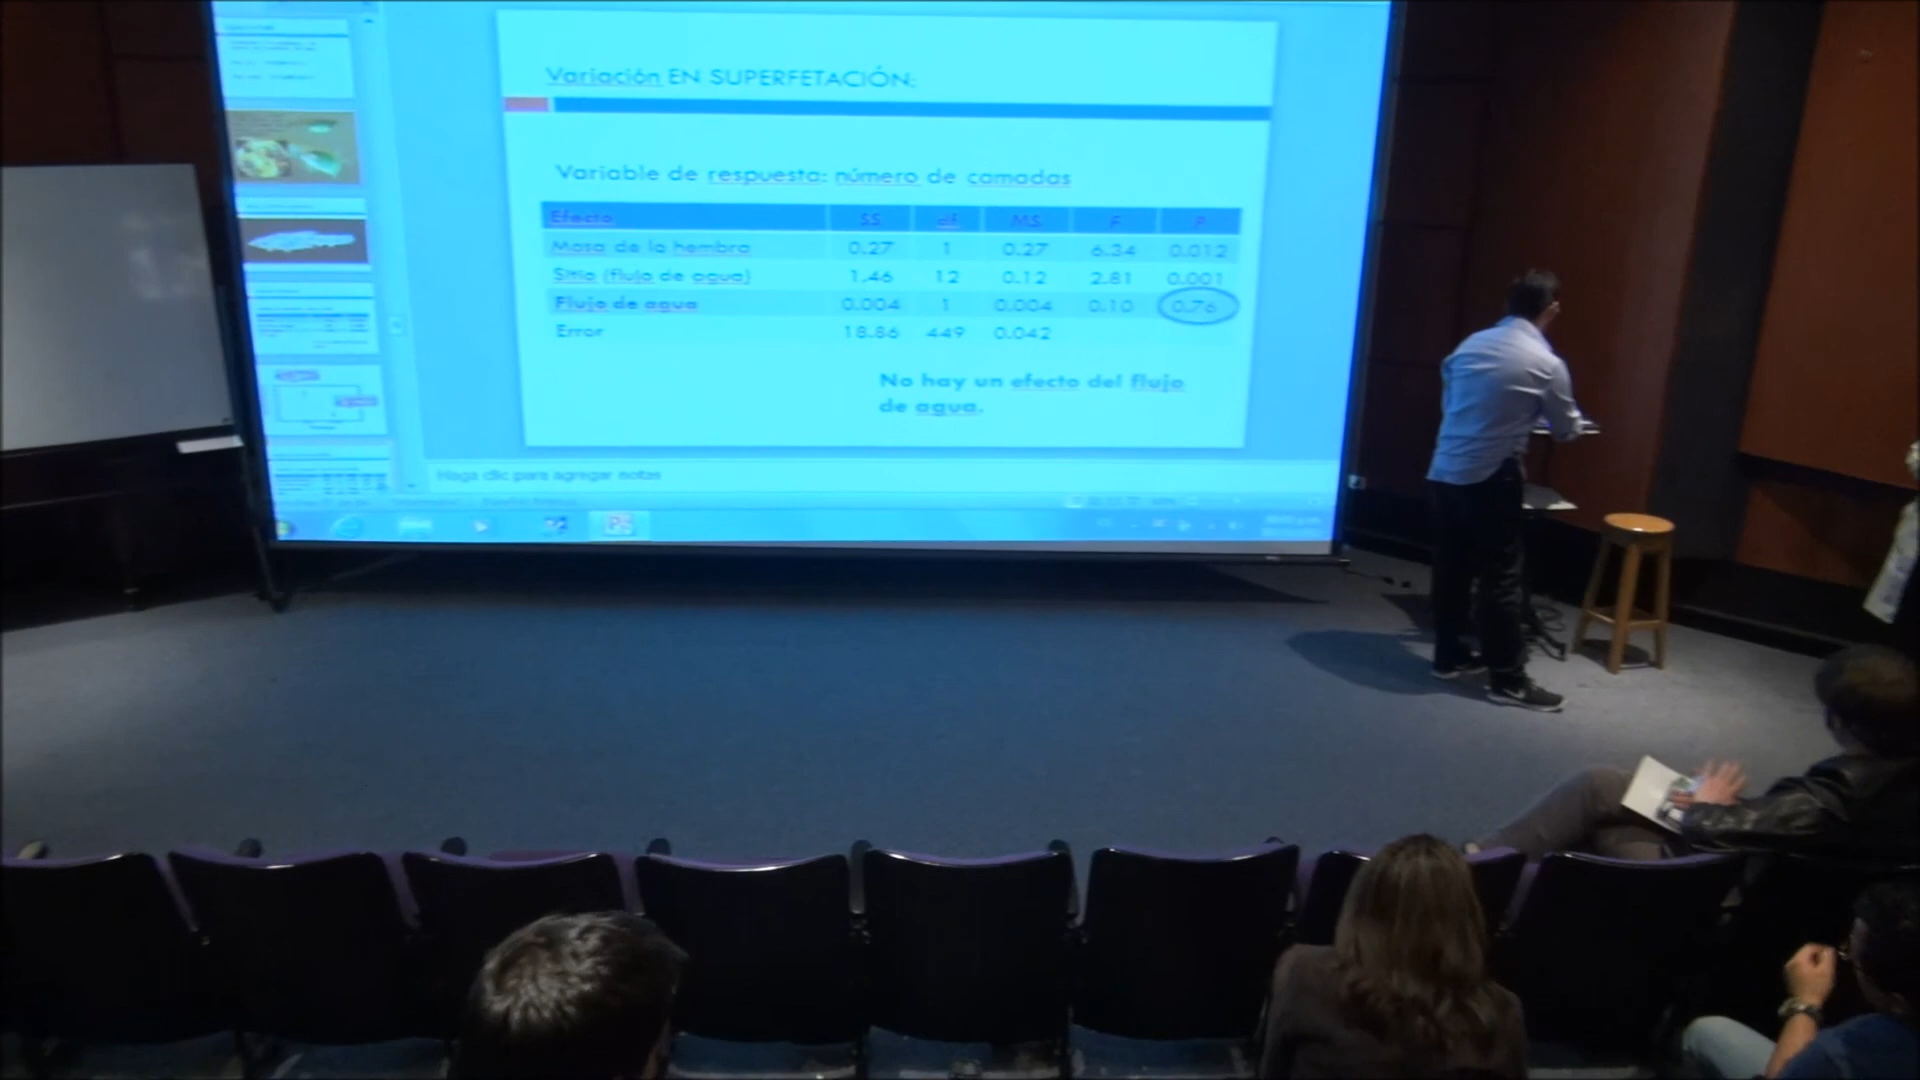 Variación EN SUPERFETACIÓN:
Variable de respuesta: número de camadas
Efecto SS df MS F P
Masa de la hembra 0.27 1 0.27 6.34 0.012
Sitio (flujo de agua) 1.46 12 0.12 2.81 0.001
Flujo de agua 0.004 1 0.004 0.10 0.76
Error 18.86 449 0.042
No hay un efecto del flujo
de agua.
Haga clic para agregar notas